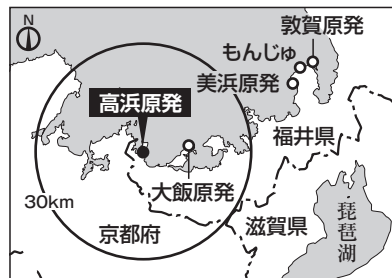 N
敦賀原発
もんじゅ
美浜原発
高浜原発
福井県
大飯原発
30km
京都府
滋賀県
琵琶湖